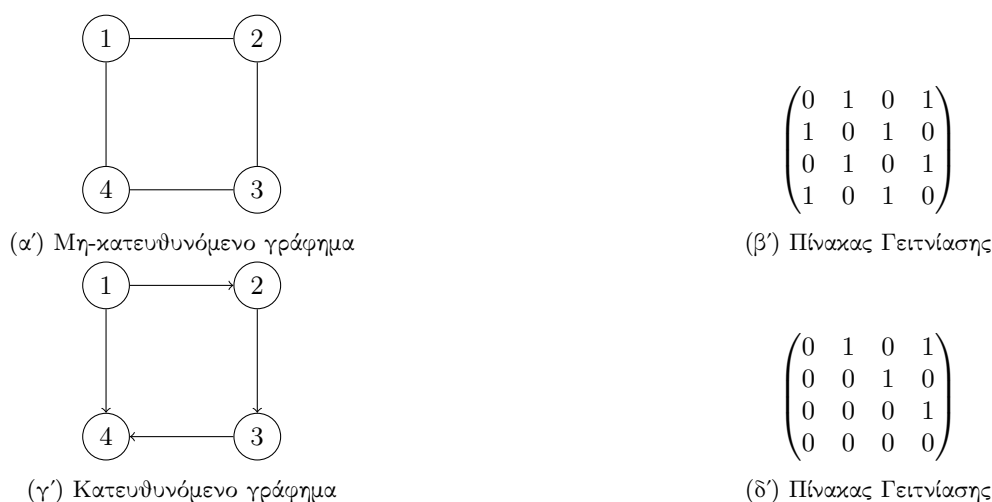 1 2
4 3
(α΄) Μη-κατευθυνόμενο γράφημα
0 1 0 1
1 0 1 0
0 1 0 1
1 0 1 0
(β΄) Πίνακας Γειτνίασης
1 2
4 3
(γ΄) Κατευθυνόμενο γράφημα
0 1 0 1
0 0 1 0
0 0 0 1
0 0 0 0
(δ΄) Πίνακας Γειτνίασης